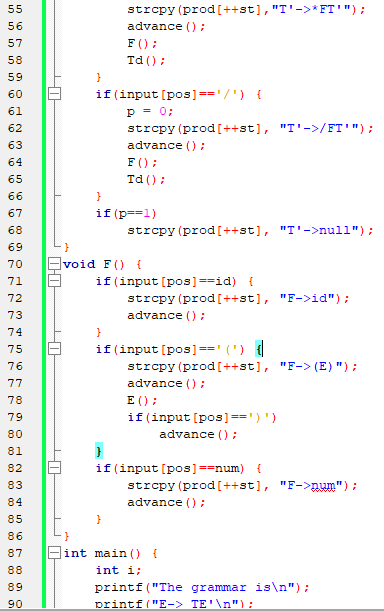 55 strcpy(prod[++st],"T'->*FT'");
56 advance();
57 F();
58 Td();
59 }
60 if(input[pos]=='/') {
61 p = 0;
62 strcpy(prod[++st], "T'->/FT'");
63 advance();
64 F();
65 Td();
66 }
67 if(p==1)
68 strcpy(prod[++st], "T'->null");
69 }
70 void F() {
71 if(input[pos]==id) {
72 strcpy(prod[++st], "F->id");
73 advance();
74 }
75 if(input[pos]=='(') {
76 strcpy(prod[++st], "F->(E)");
77 advance();
78 E();
79 if(input[pos]==')')
80 advance();
81 }
82 if(input[pos]==num) {
83 strcpy(prod[++st], "F->num");
84 advance();
85 }
86 }
87 int main() {
88 int i;
89 printf("The grammar is\n");
90 printf("E-> TE'\n");